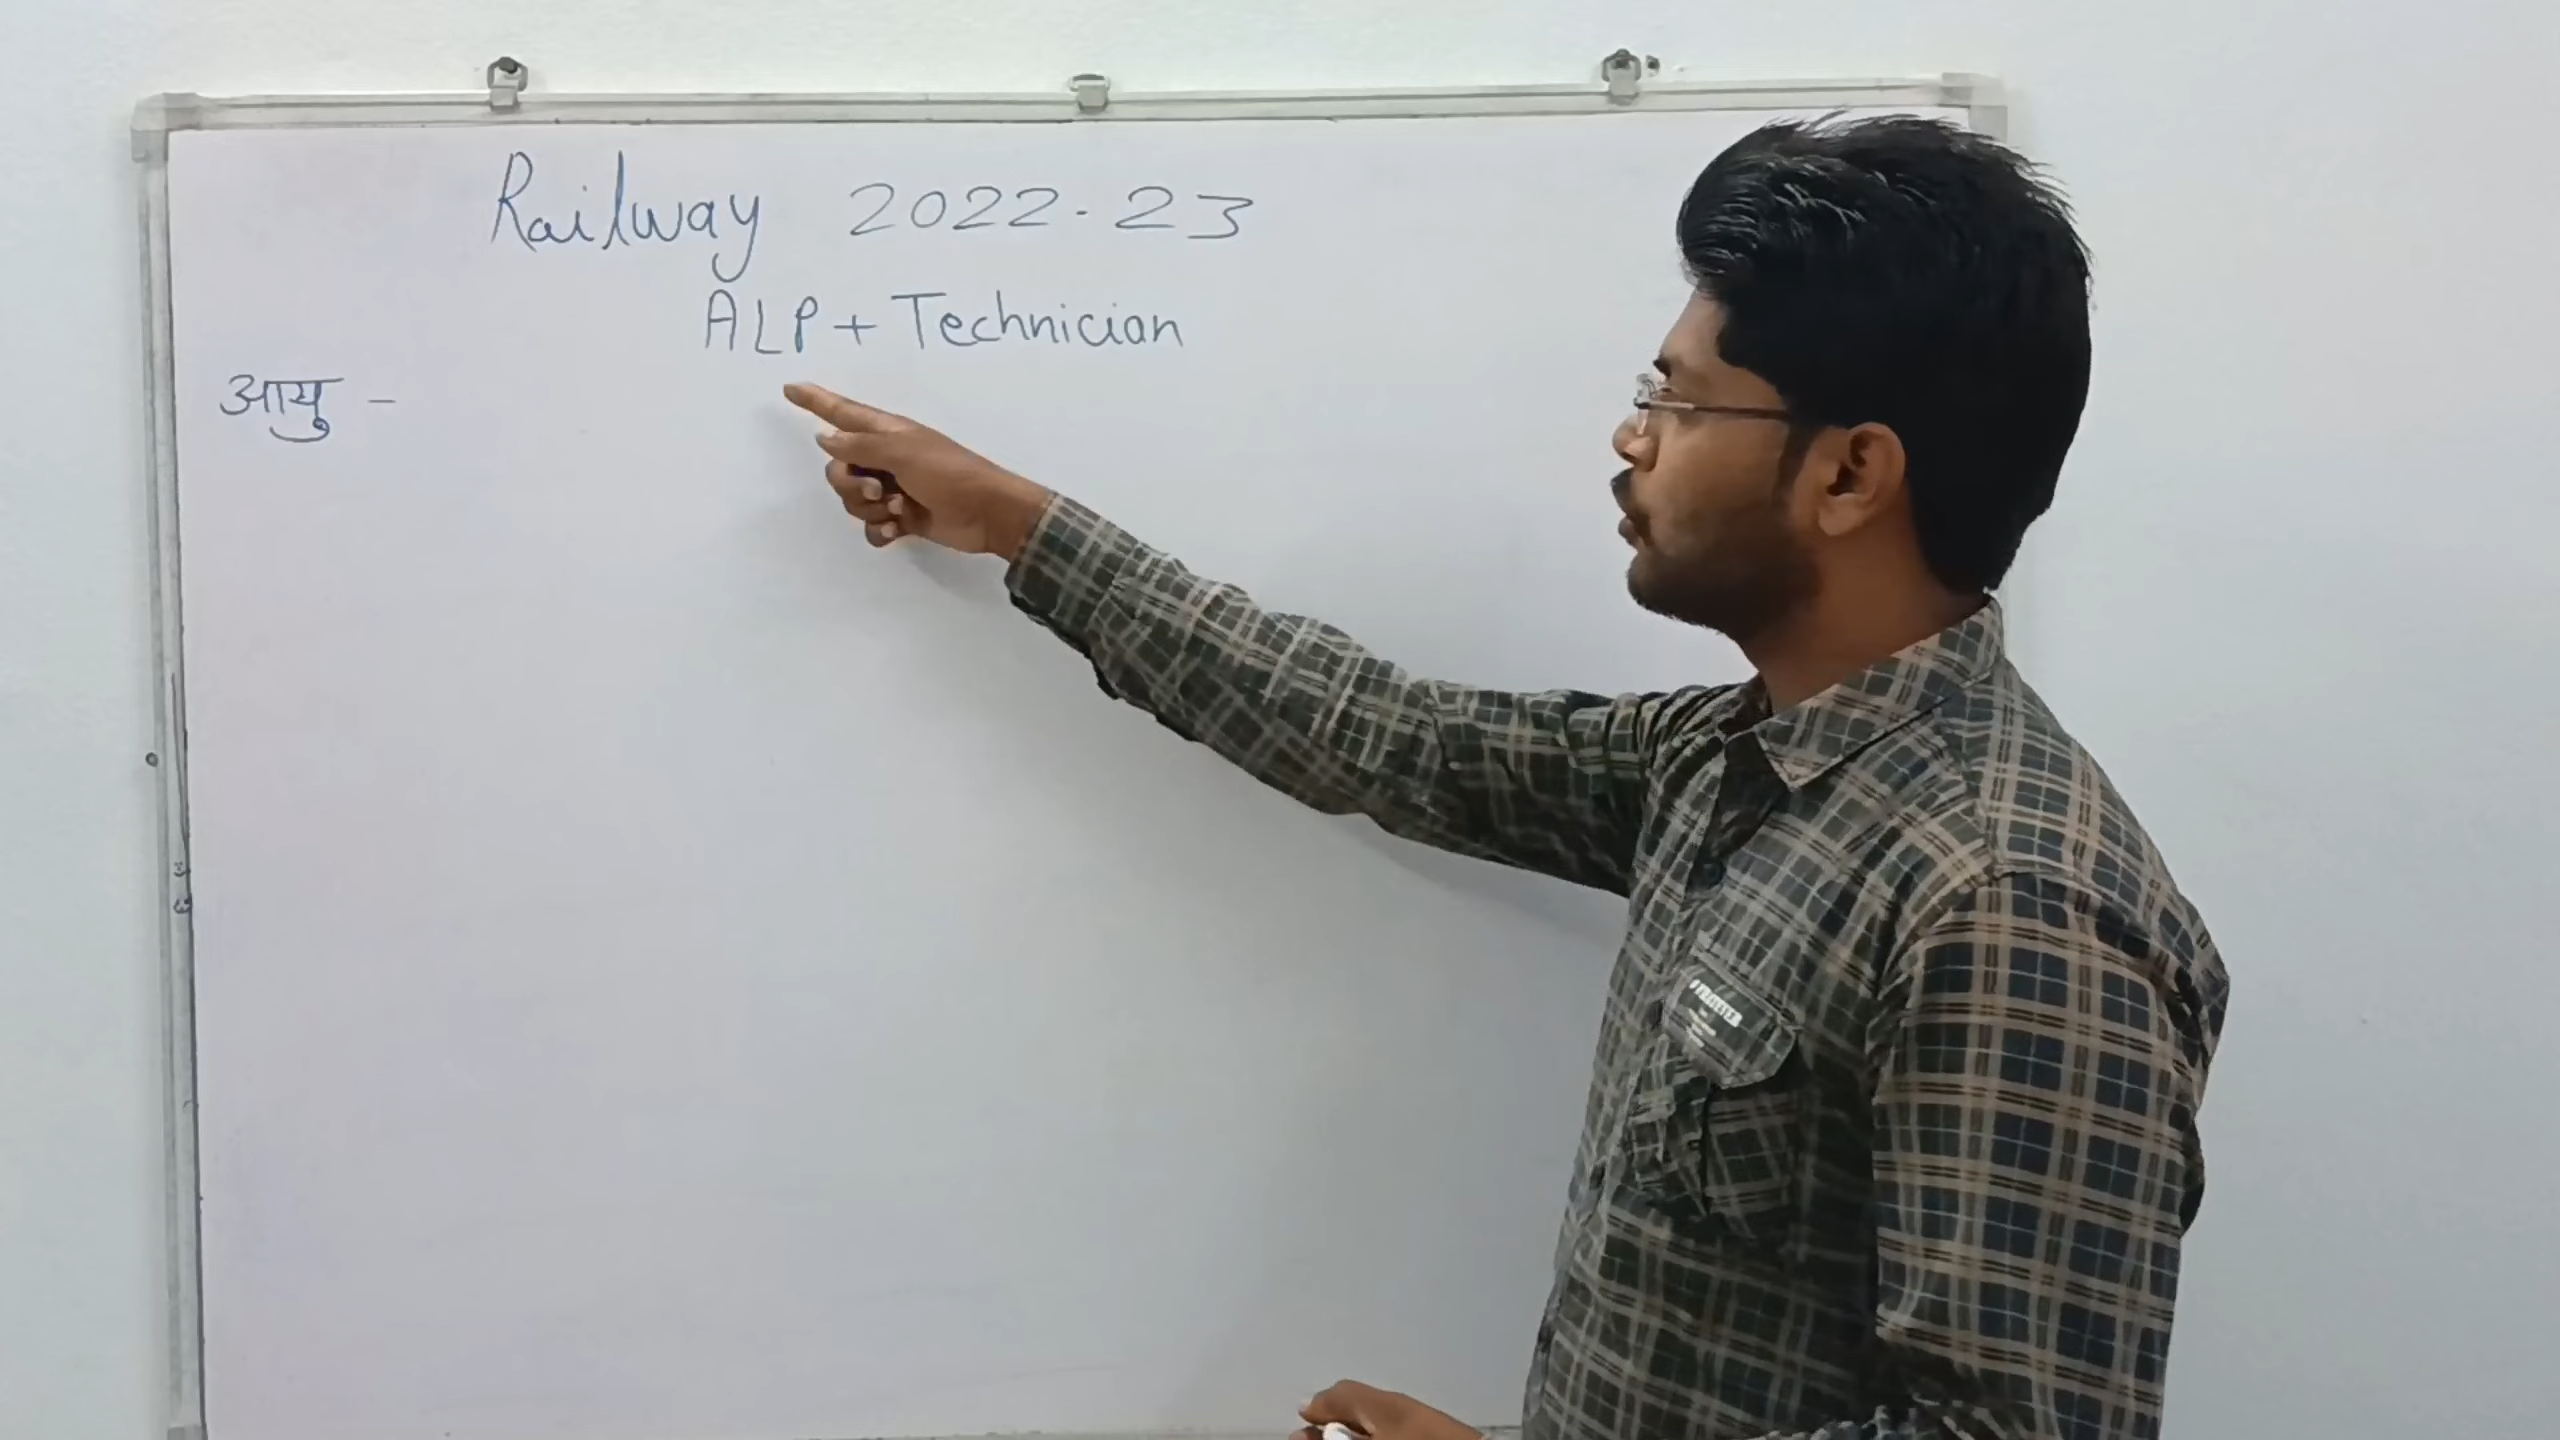 Railway 2022-23
ALP + Technician
आयु -